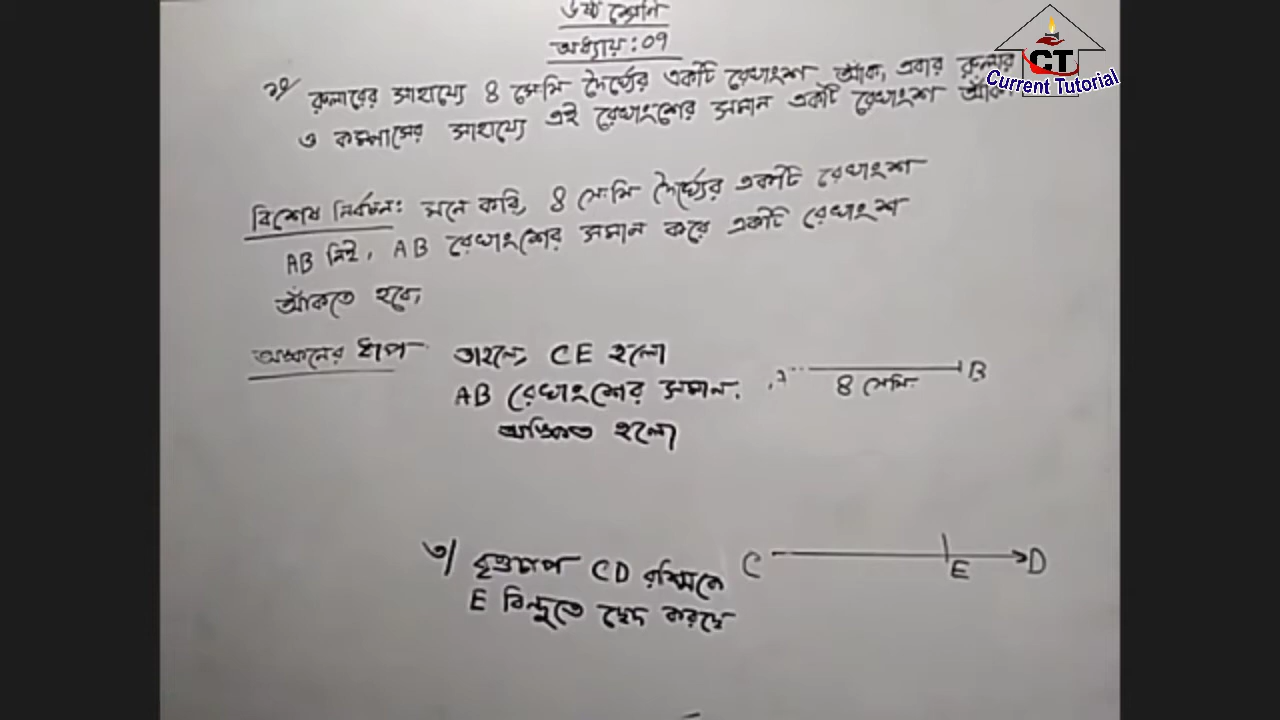 ৬ষ্ঠ শ্রেণি
অধ্যায় : ০9
CT
Current Tutorial
১৷ রুলারের সাহায্যে ৪ সেমি দৈর্ঘ্যের একটি রেখাংশ আঁক, এবার রুলার
ও কম্পাসের সাহায্যে এই রেখাংশের সমান একটি রেখাংশ আঁক
বিশেষ নির্বচন: মনে করি, ৪ সেমি দৈর্ঘ্যের একটি রেখাংশ
AB নিই, AB রেখাংশের সমান করে একটি রেখাংশ
আঁকতে হবে,
অঙ্কনের ধাপ তাহলে, CE হলো
AB রেখাংশের সমান.
অঙ্কিত হলো
A B
৪ সেমি
৩| বৃত্তচাপ CD রশ্মিকে
E বিন্দুতে ছেদ করছে
C E D